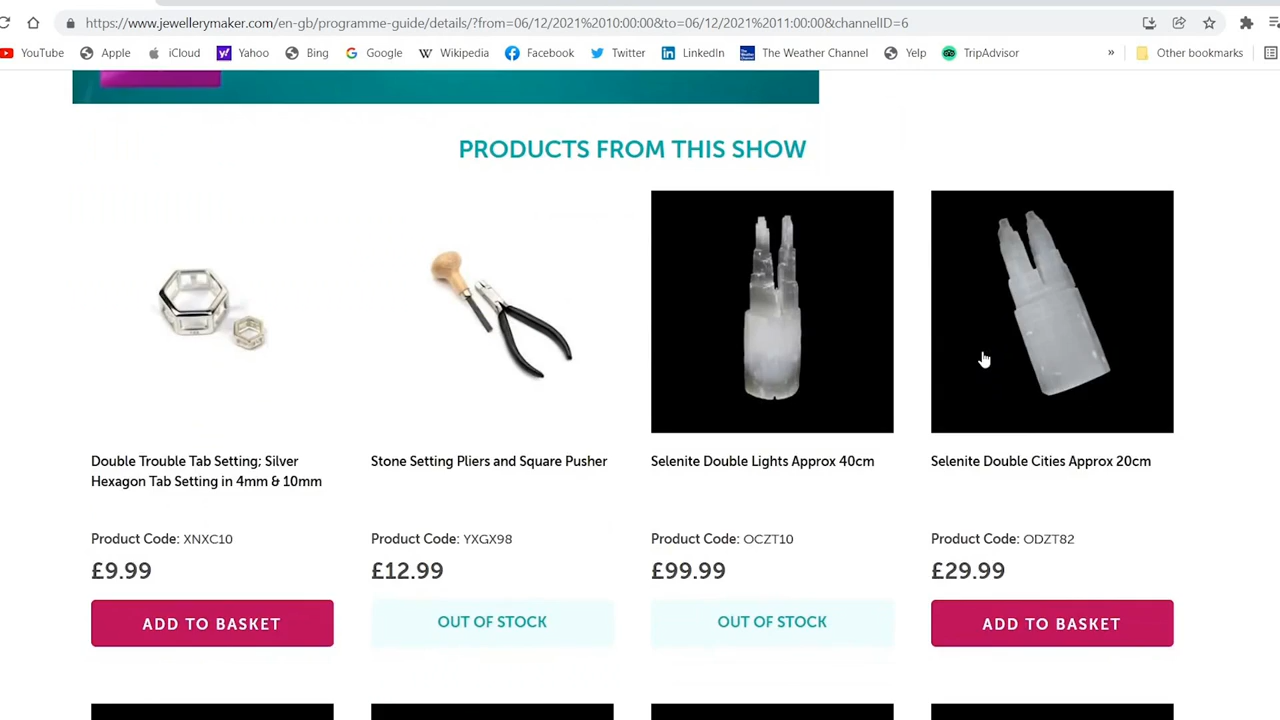 https://www.jewellerymaker.com/en-gb/programme-guide/details/?from=06/12/2021%2010:00:00&to=06/12/2021%2011:00:00&channelID=6
YouTube Apple iCloud Yahoo Bing Google Wikipedia Facebook Twitter LinkedIn The Weather Channel Yelp TripAdvisor » Other bookmarks
PRODUCTS FROM THIS SHOW
Double Trouble Tab Setting; Silver
Hexagon Tab Setting in 4mm & 10mm
Product Code: XNXC10
£9.99
ADD TO BASKET
Stone Setting Pliers and Square Pusher
Product Code: YXGX98
£12.99
OUT OF STOCK
Selenite Double Lights Approx 40cm
Product Code: OCZT10
£99.99
OUT OF STOCK
Selenite Double Cities Approx 20cm
Product Code: ODZT82
£29.99
ADD TO BASKET